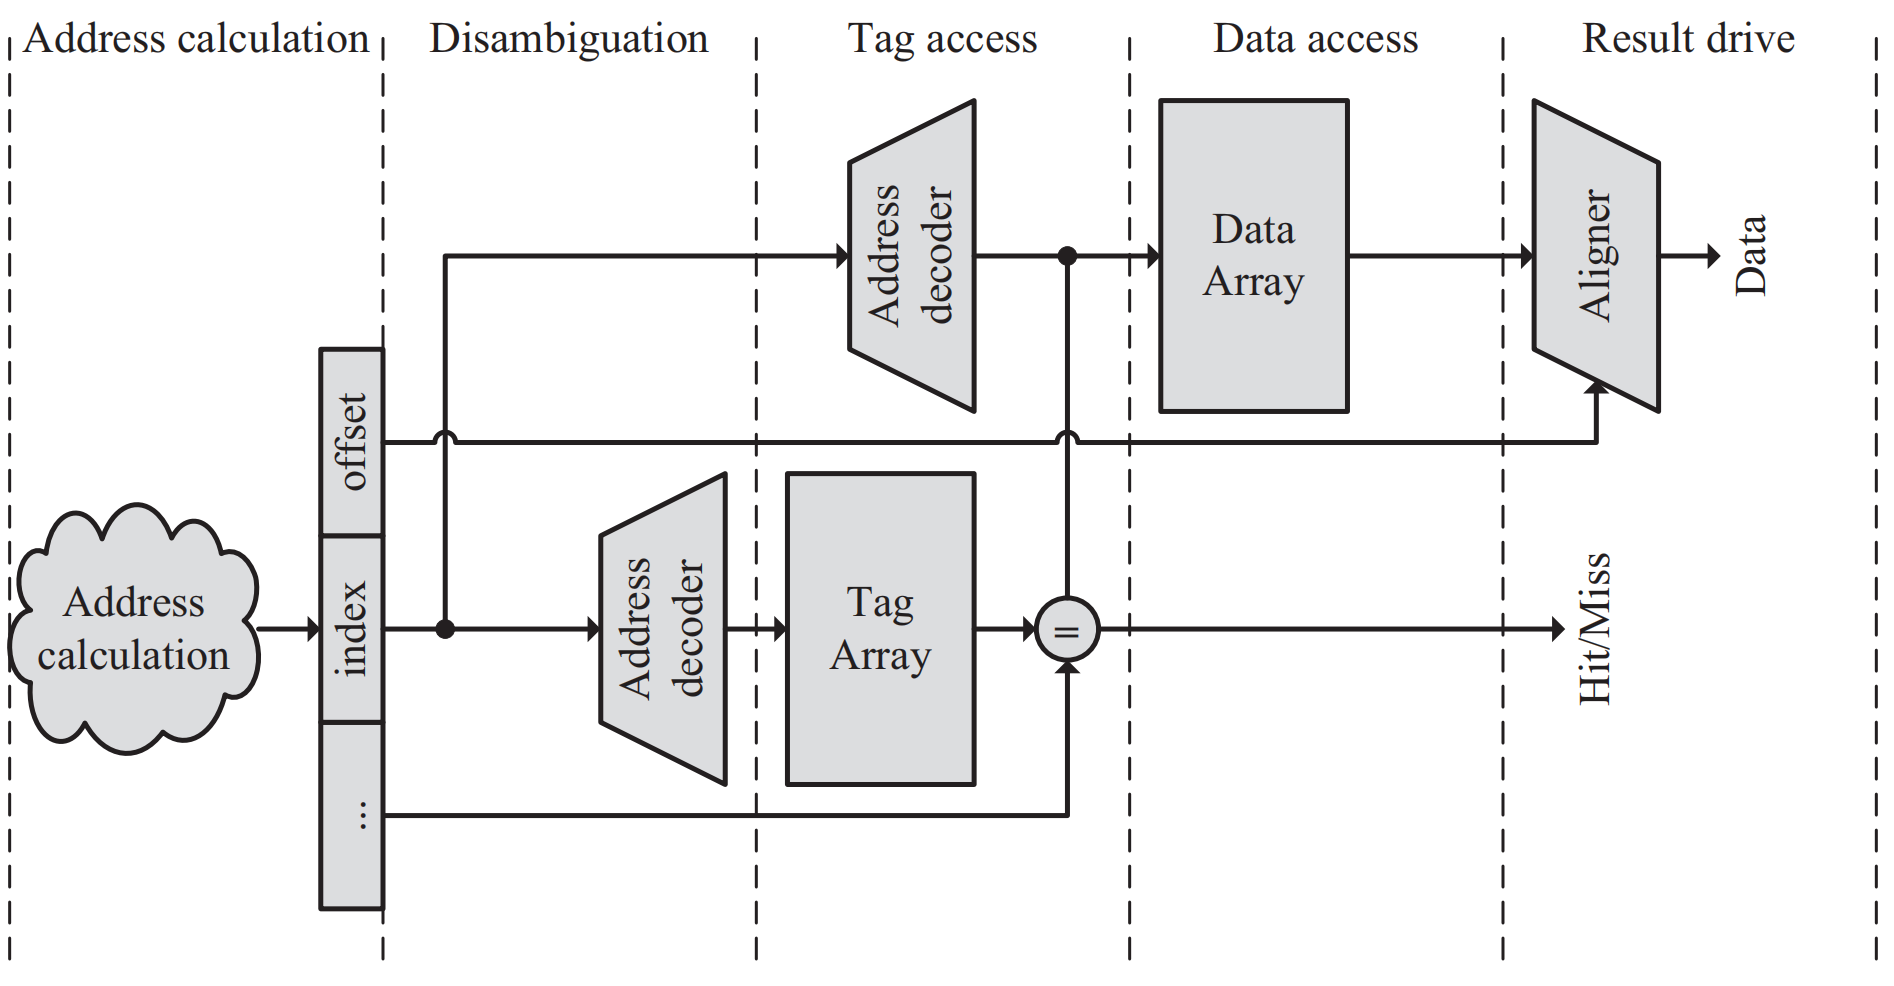 Address calculation
Disambiguation
Tag access
Data access
Result drive
Address
decoder
Data
Array
Aligner
Data
offset
index
...
Address
calculation
Address
decoder
Tag
Array
=
Hit/Miss